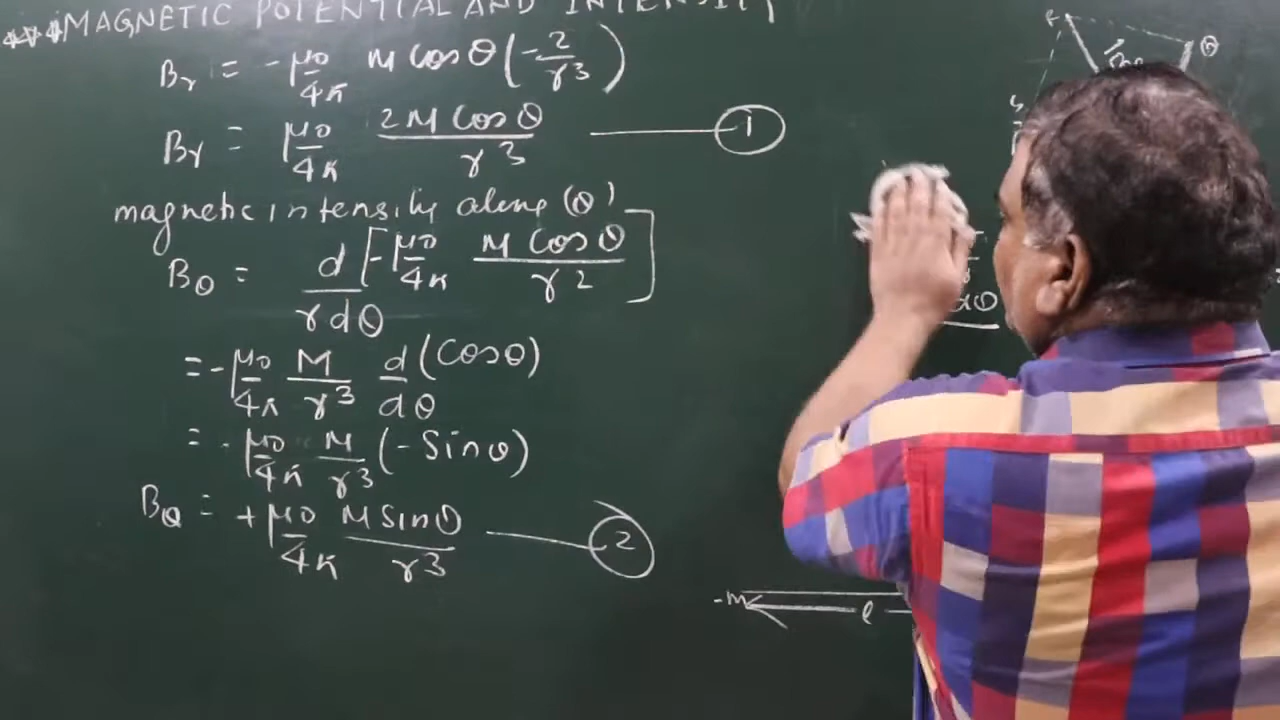 MAGNETIC POTENTIAL AND INTENSITY
Br = - μ0/4π M Cosθ (-2/r3)
Br = μ0/4π 2M Cosθ/r3 —— 1
magnetic intensity along (θ)
Bθ = d/rdθ [-μ0/4π M Cosθ/r2]
= - μ0/4π M/r3 d/dθ (Cosθ)
= - μ0/4π M/r3 (-Sinθ)
Bθ = + μ0/4π M Sinθ/r3 —— 2
-m l